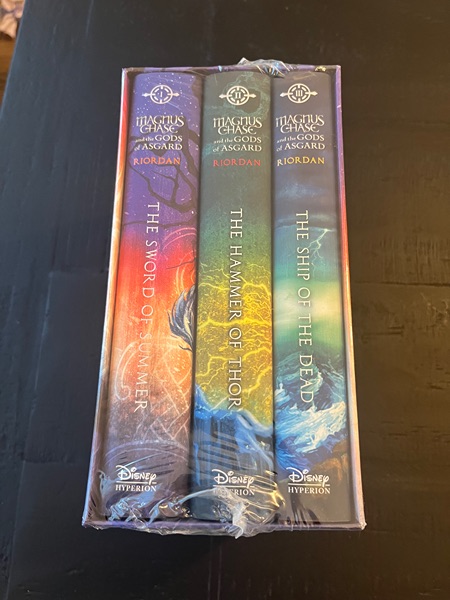 I
MAGNUS
CHASE
and the GODS
of ASGARD
RIORDAN
THE SWORD OF SUMMER
Disney
HYPERION
II
MAGNUS
CHASE
and the GODS
of ASGARD
RIORDAN
THE HAMMER OF THOR
Disney
HYPERION
III
MAGNUS
CHASE
and the GODS
of ASGARD
RIORDAN
THE SHIP OF THE DEAD
Disney
HYPERION